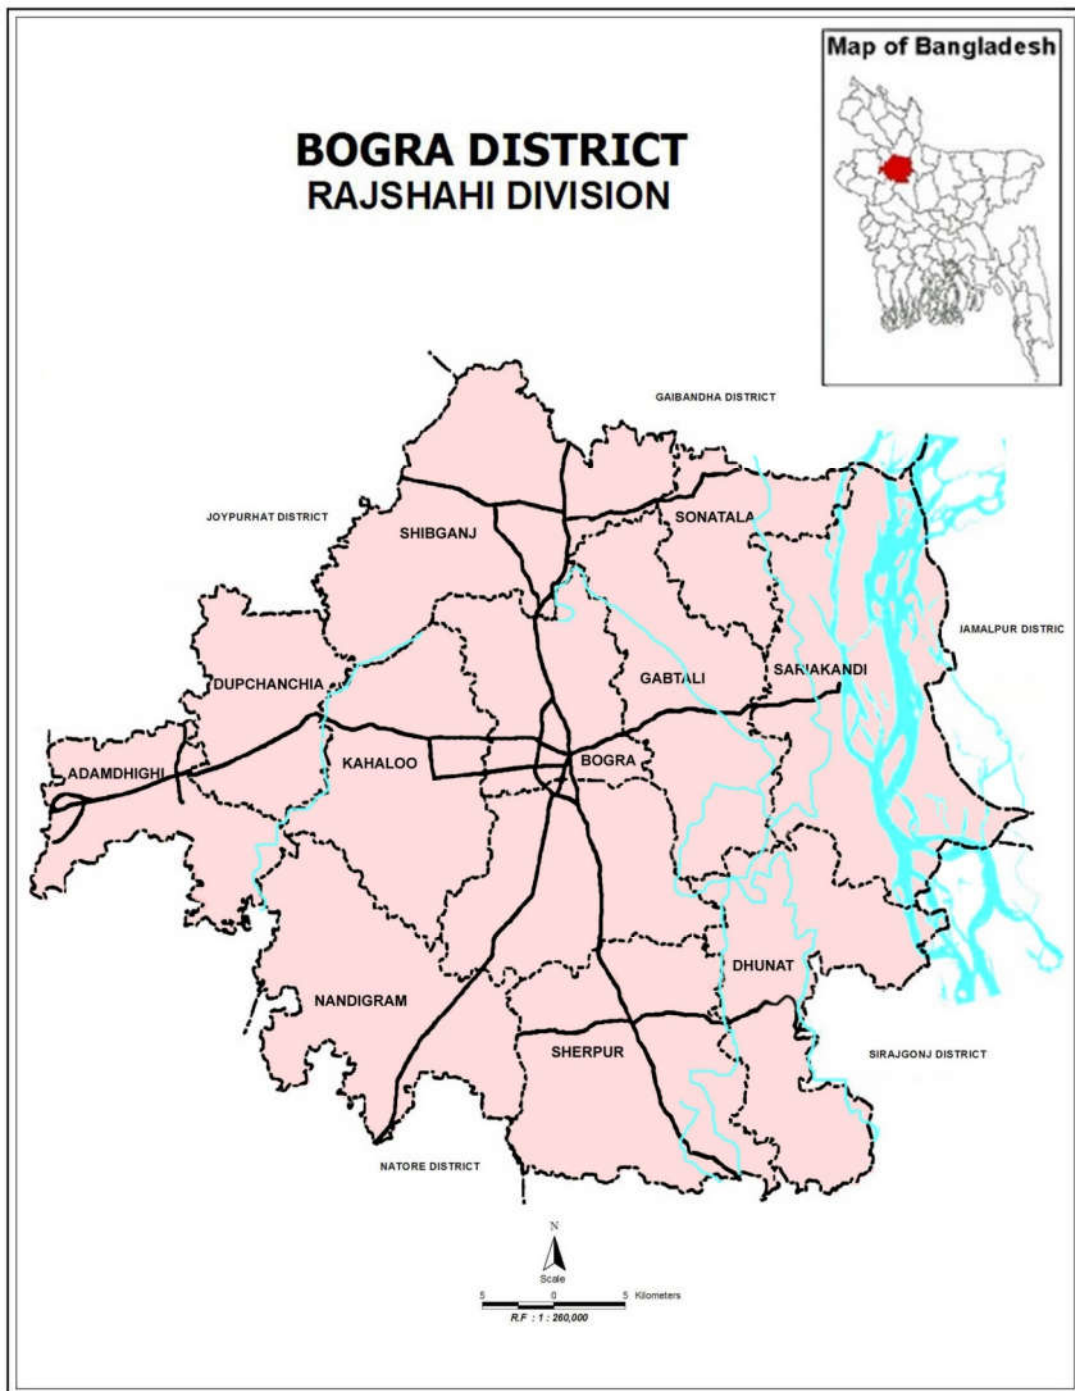 Map of Bangladesh
BOGRA DISTRICT
RAJSHAHI DIVISION
GAIBANDHA DISTRICT
JOYPURHAT DISTRICT
SHIBGANJ
SONATALA
JAMALPUR DISTRIC
DUPCHANCHIA
GABTALI
SARIAKANDI
ADAMDHIGHI
KAHALOO
BOGRA
DHUNAT
NANDIGRAM
SHERPUR
SIRAJGONJ DISTRICT
NATORE DISTRICT
N
Scale
5 0 5 Kilometers
R.F : 1 : 260,000